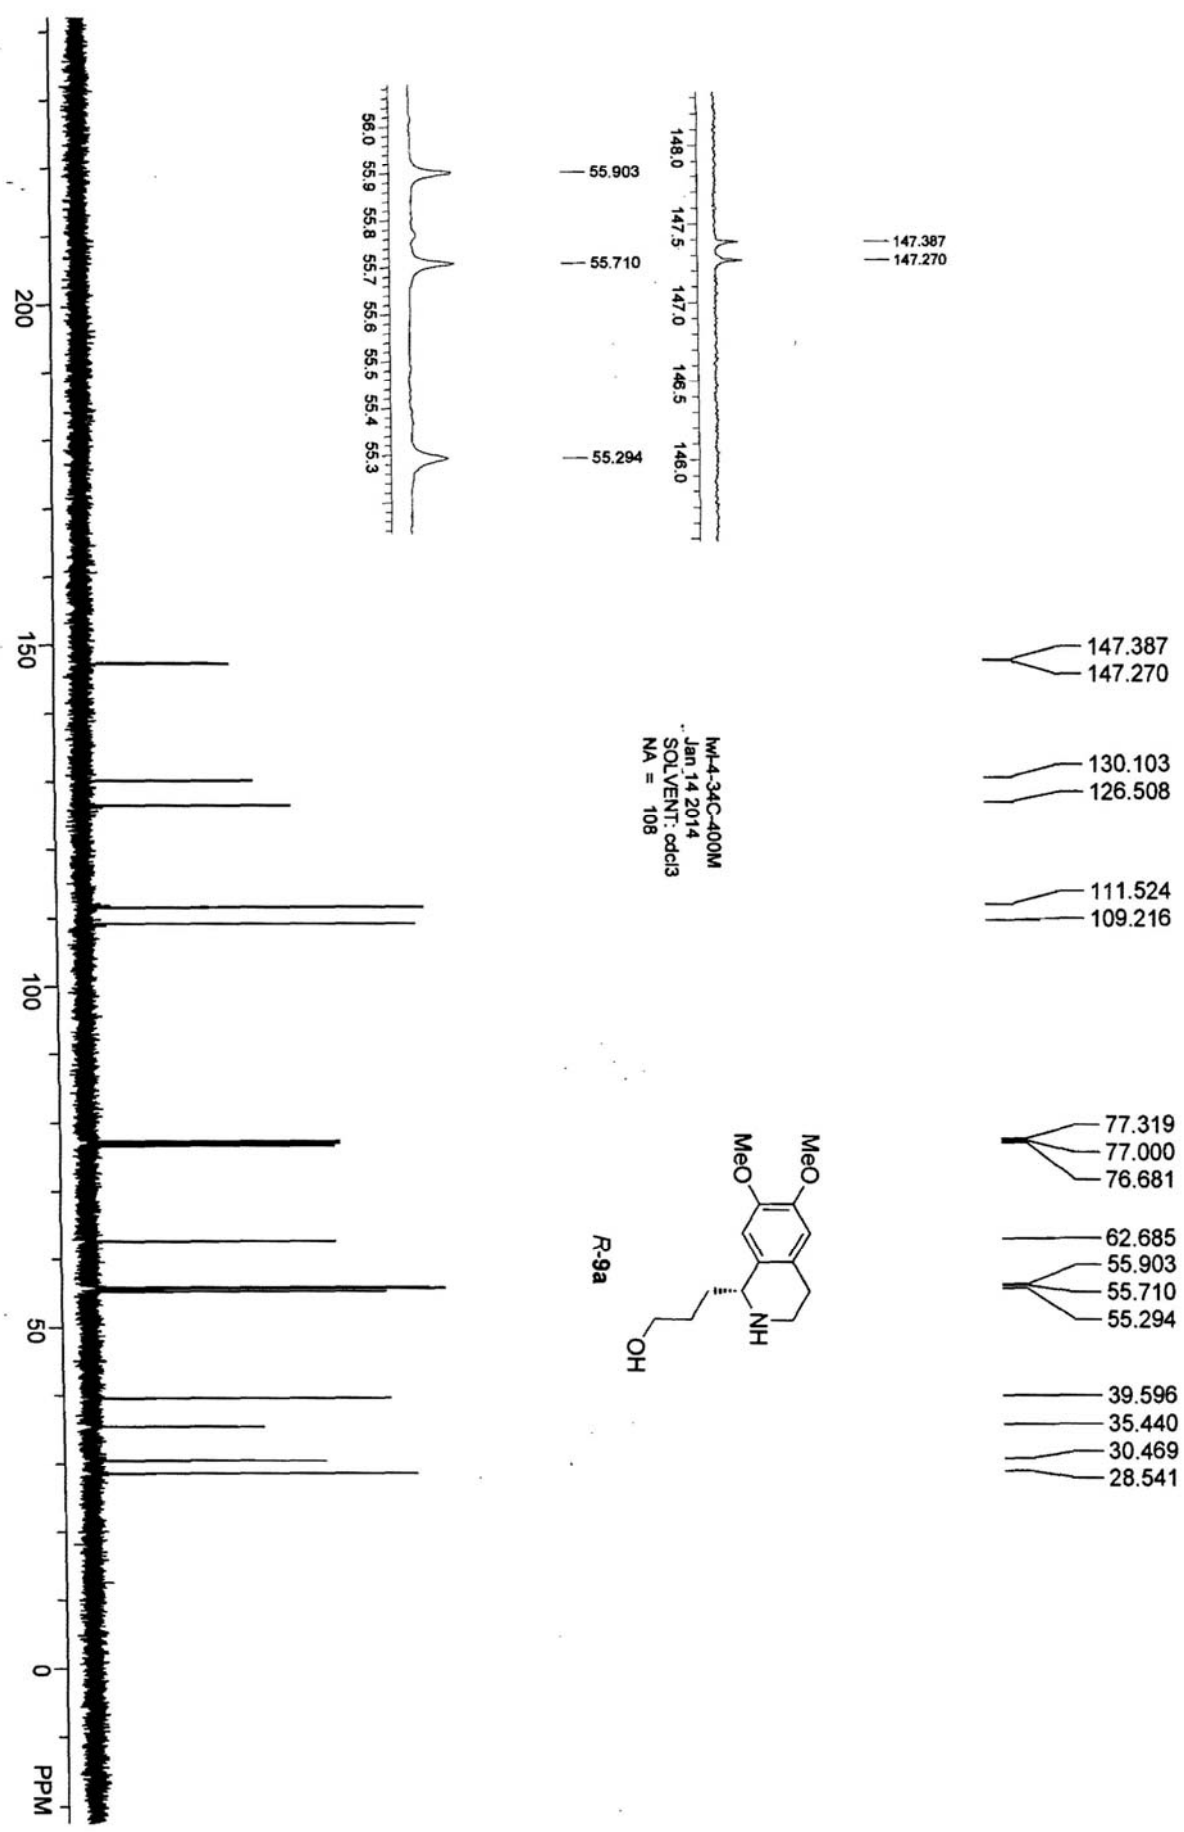 147.387
147.270
130.103
126.508
111.524
109.216
77.319
77.000
76.681
62.685
55.903
55.710
55.294
39.596
35.440
30.469
28.541
147.387
147.270
148.0 147.5 147.0 146.5 146.0
55.903
55.710
55.294
56.0 55.9 55.8 55.7 55.6 55.5 55.4 55.3
lwl-4-34C-400M
Jan 14 2014
SOLVENT: cdcl3
NA = 108
MeO
MeO
NH
OH
R-9a
200 150 100 50 0 PPM